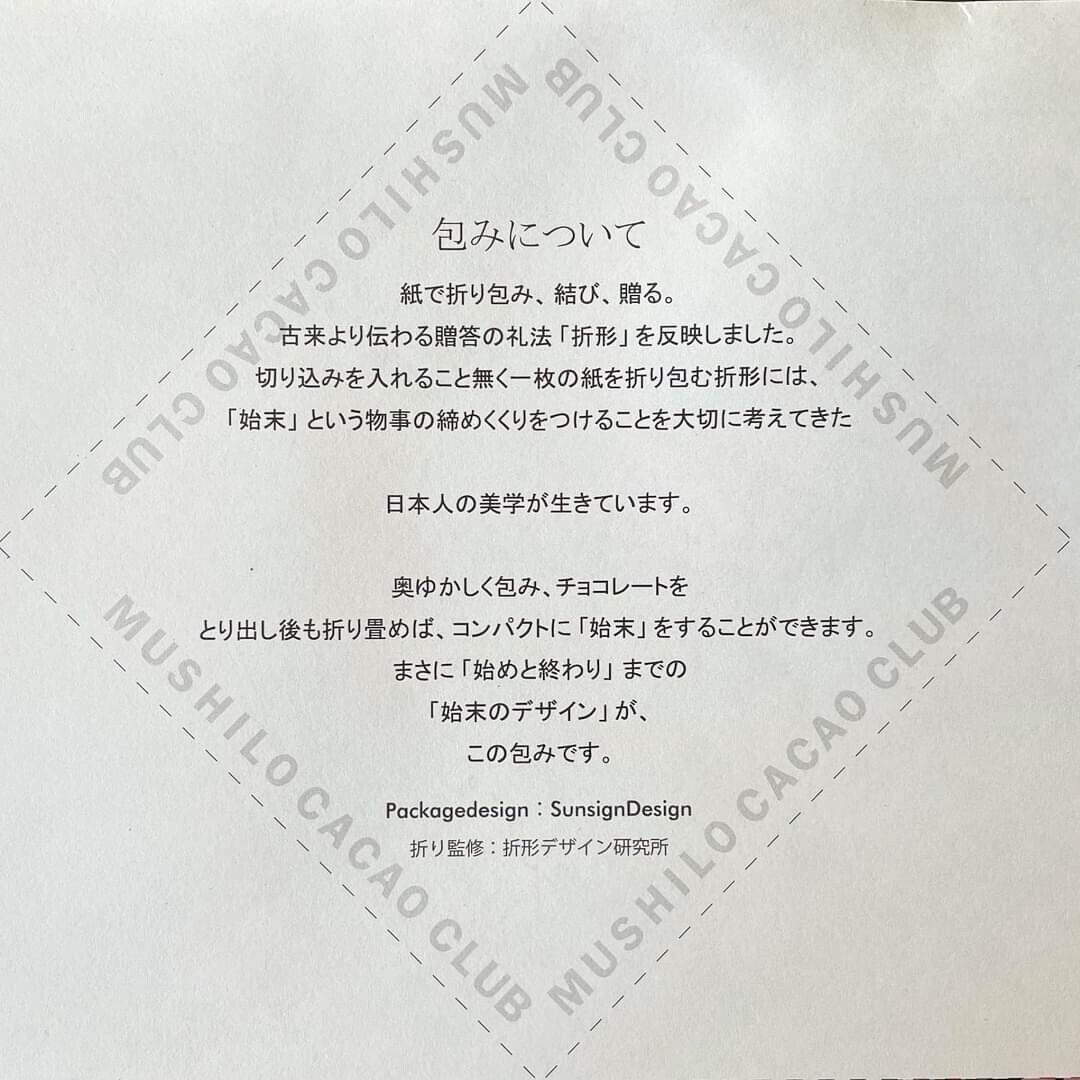 MUSHILO CACAO CLUB
MUSHILO CACAO CLUB
包みについて
紙で折り包み、結び、贈る。
古来より伝わる贈答の礼法「折形」を反映しました。
切り込みを入れること無く一枚の紙を折り包む折形には、
「始末」という物事の締めくくりをつけることを大切に考えてきた
日本人の美学が生きています。
奥ゆかしく包み、チョコレートを
とり出し後も折り畳めば、コンパクトに「始末」をすることができます。
まさに「始めと終わり」までの
「始末のデザイン」が、
この包みです。
Packagedesign：SunsignDesign
折り監修：折形デザイン研究所
MUSHILO CACAO CLUB
MUSHILO CACAO CLUB